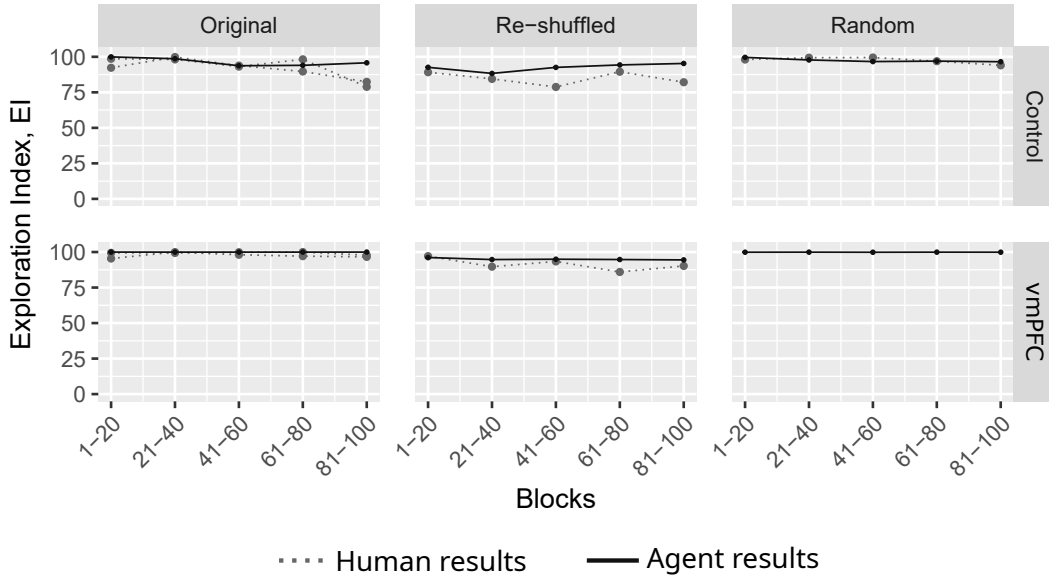 Original Re−shuffled Random
Exploration Index, EI
100
75
50
25
0
Control
100
75
50
25
0
vmPFC
1−20 21−40 41−60 61−80 81−100 1−20 21−40 41−60 61−80 81−100 1−20 21−40 41−60 61−80 81−100
Blocks
Human results Agent results